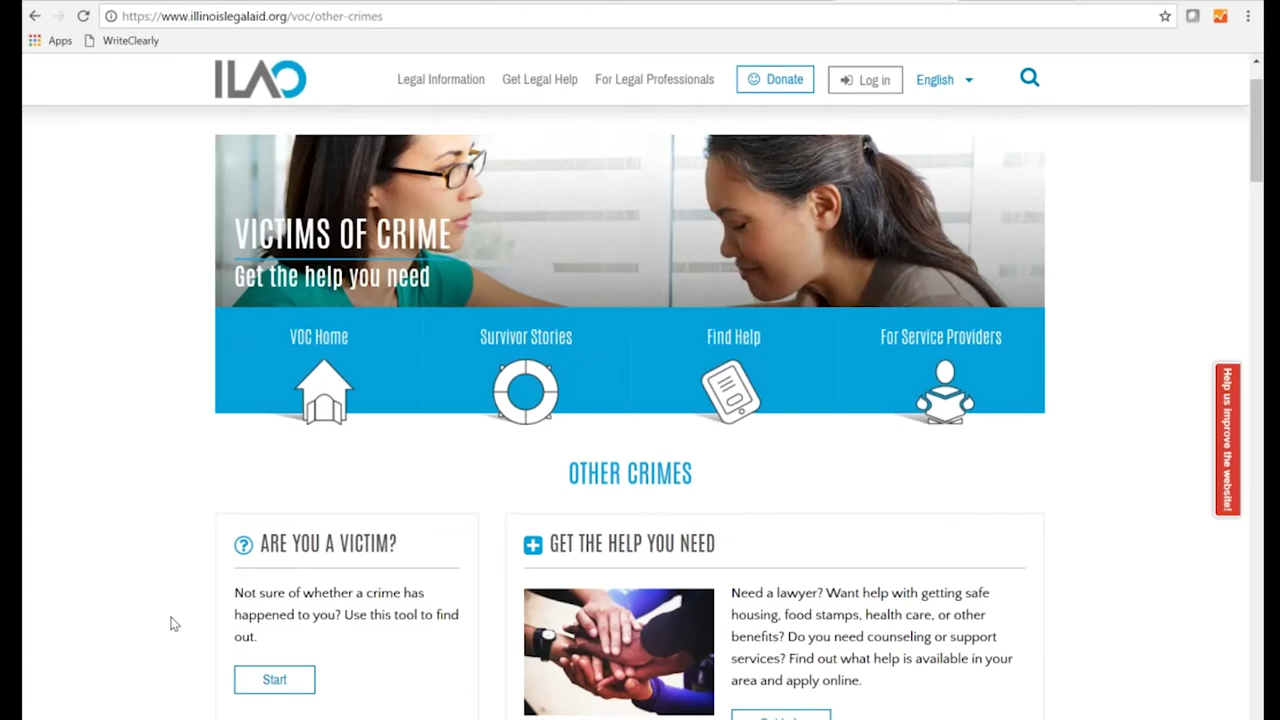 https://www.illinoislegalaid.org/voc/other-crimes
Apps WriteClearly
ILAO
Legal Information Get Legal Help For Legal Professionals Donate Log in English
VICTIMS OF CRIME
Get the help you need
VOC Home Survivor Stories Find Help For Service Providers
Help us improve the website!
OTHER CRIMES
ARE YOU A VICTIM?
Not sure of whether a crime has
happened to you? Use this tool to find
out.
Start
GET THE HELP YOU NEED
Need a lawyer? Want help with getting safe
housing, food stamps, health care, or other
benefits? Do you need counseling or support
services? Find out what help is available in your
area and apply online.